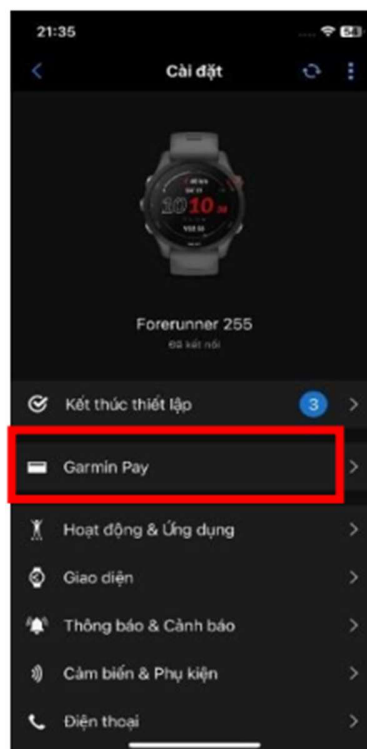 21:35
Cài đặt
10 10
Forerunner 255
Đã kết nối
Kết thúc thiết lập
3
Garmin Pay
Hoạt động & Ứng dụng
Giao diện
Thông báo & Cảnh báo
Cảm biến & Phụ kiện
Điện thoại